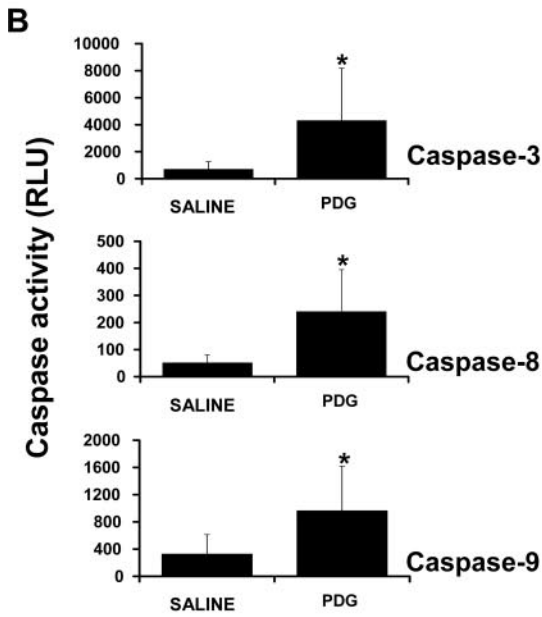 B
Caspase activity (RLU)
10000
8000
6000
4000
2000
0
*
SALINE
PDG
Caspase-3
500
400
300
200
100
0
*
SALINE
PDG
Caspase-8
2000
1600
1200
800
400
0
*
SALINE
PDG
Caspase-9